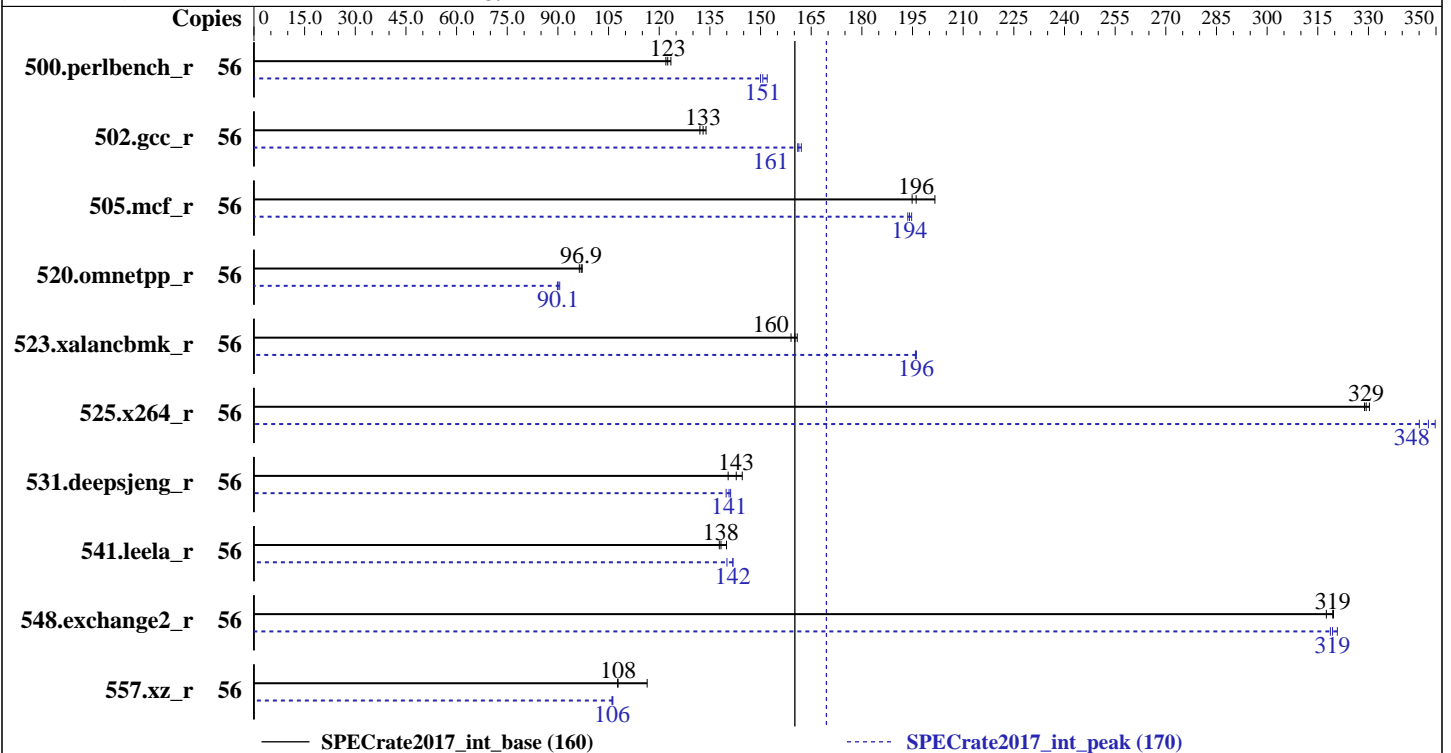 Copies 0 15.0 30.0 45.0 60.0 75.0 90.0 105 120 135 150 165 180 195 210 225 240 255 270 285 300 315 330 350
123
500.perlbench_r 56
151
133
502.gcc_r 56
161
196
505.mcf_r 56
194
96.9
520.omnetpp_r 56
90.1
160
523.xalancbmk_r 56
196
329
525.x264_r 56
348
143
531.deepsjeng_r 56
141
138
541.leela_r 56
142
319
548.exchange2_r 56
319
108
557.xz_r 56
106
SPECrate2017_int_base (160) SPECrate2017_int_peak (170)